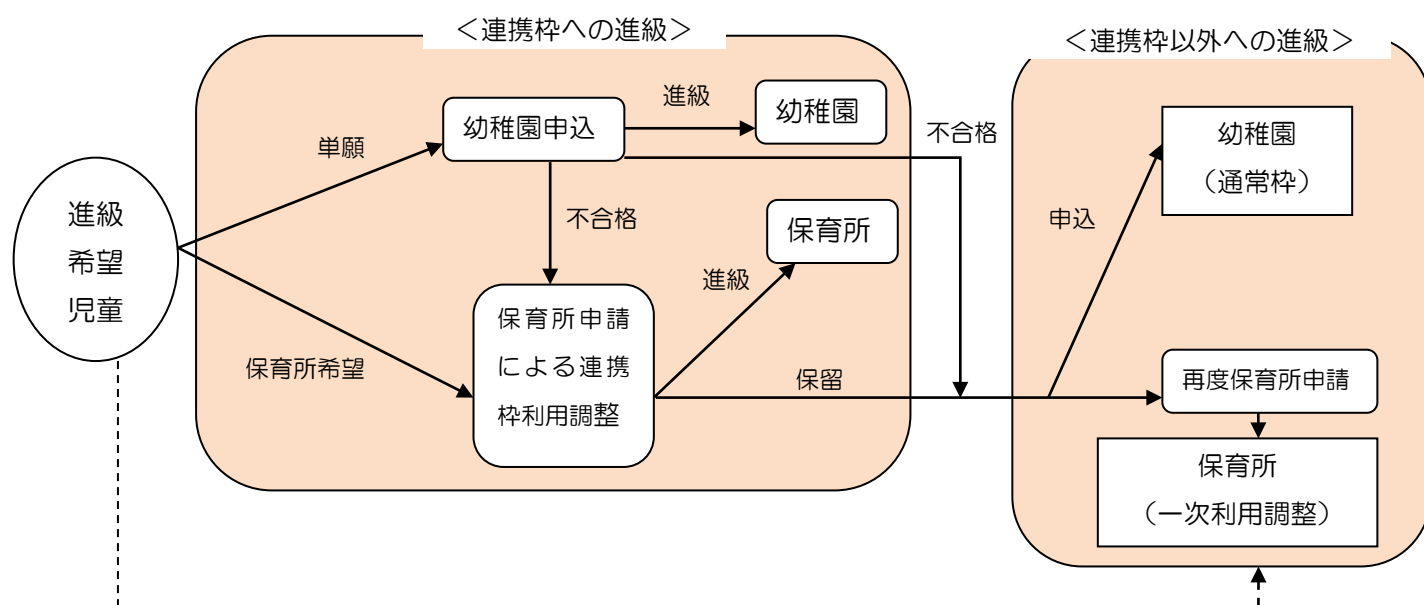 ＜連携枠への進級＞
＜連携枠以外への進級＞
進級
希望
児童
単願
保育所希望
幼稚園申込
進級
幼稚園
不合格
不合格
保育所申請
による連携
枠利用調整
進級
保育所
保留
申込
幼稚園
（通常枠）
再度保育所申請
保育所
（一次利用調整）